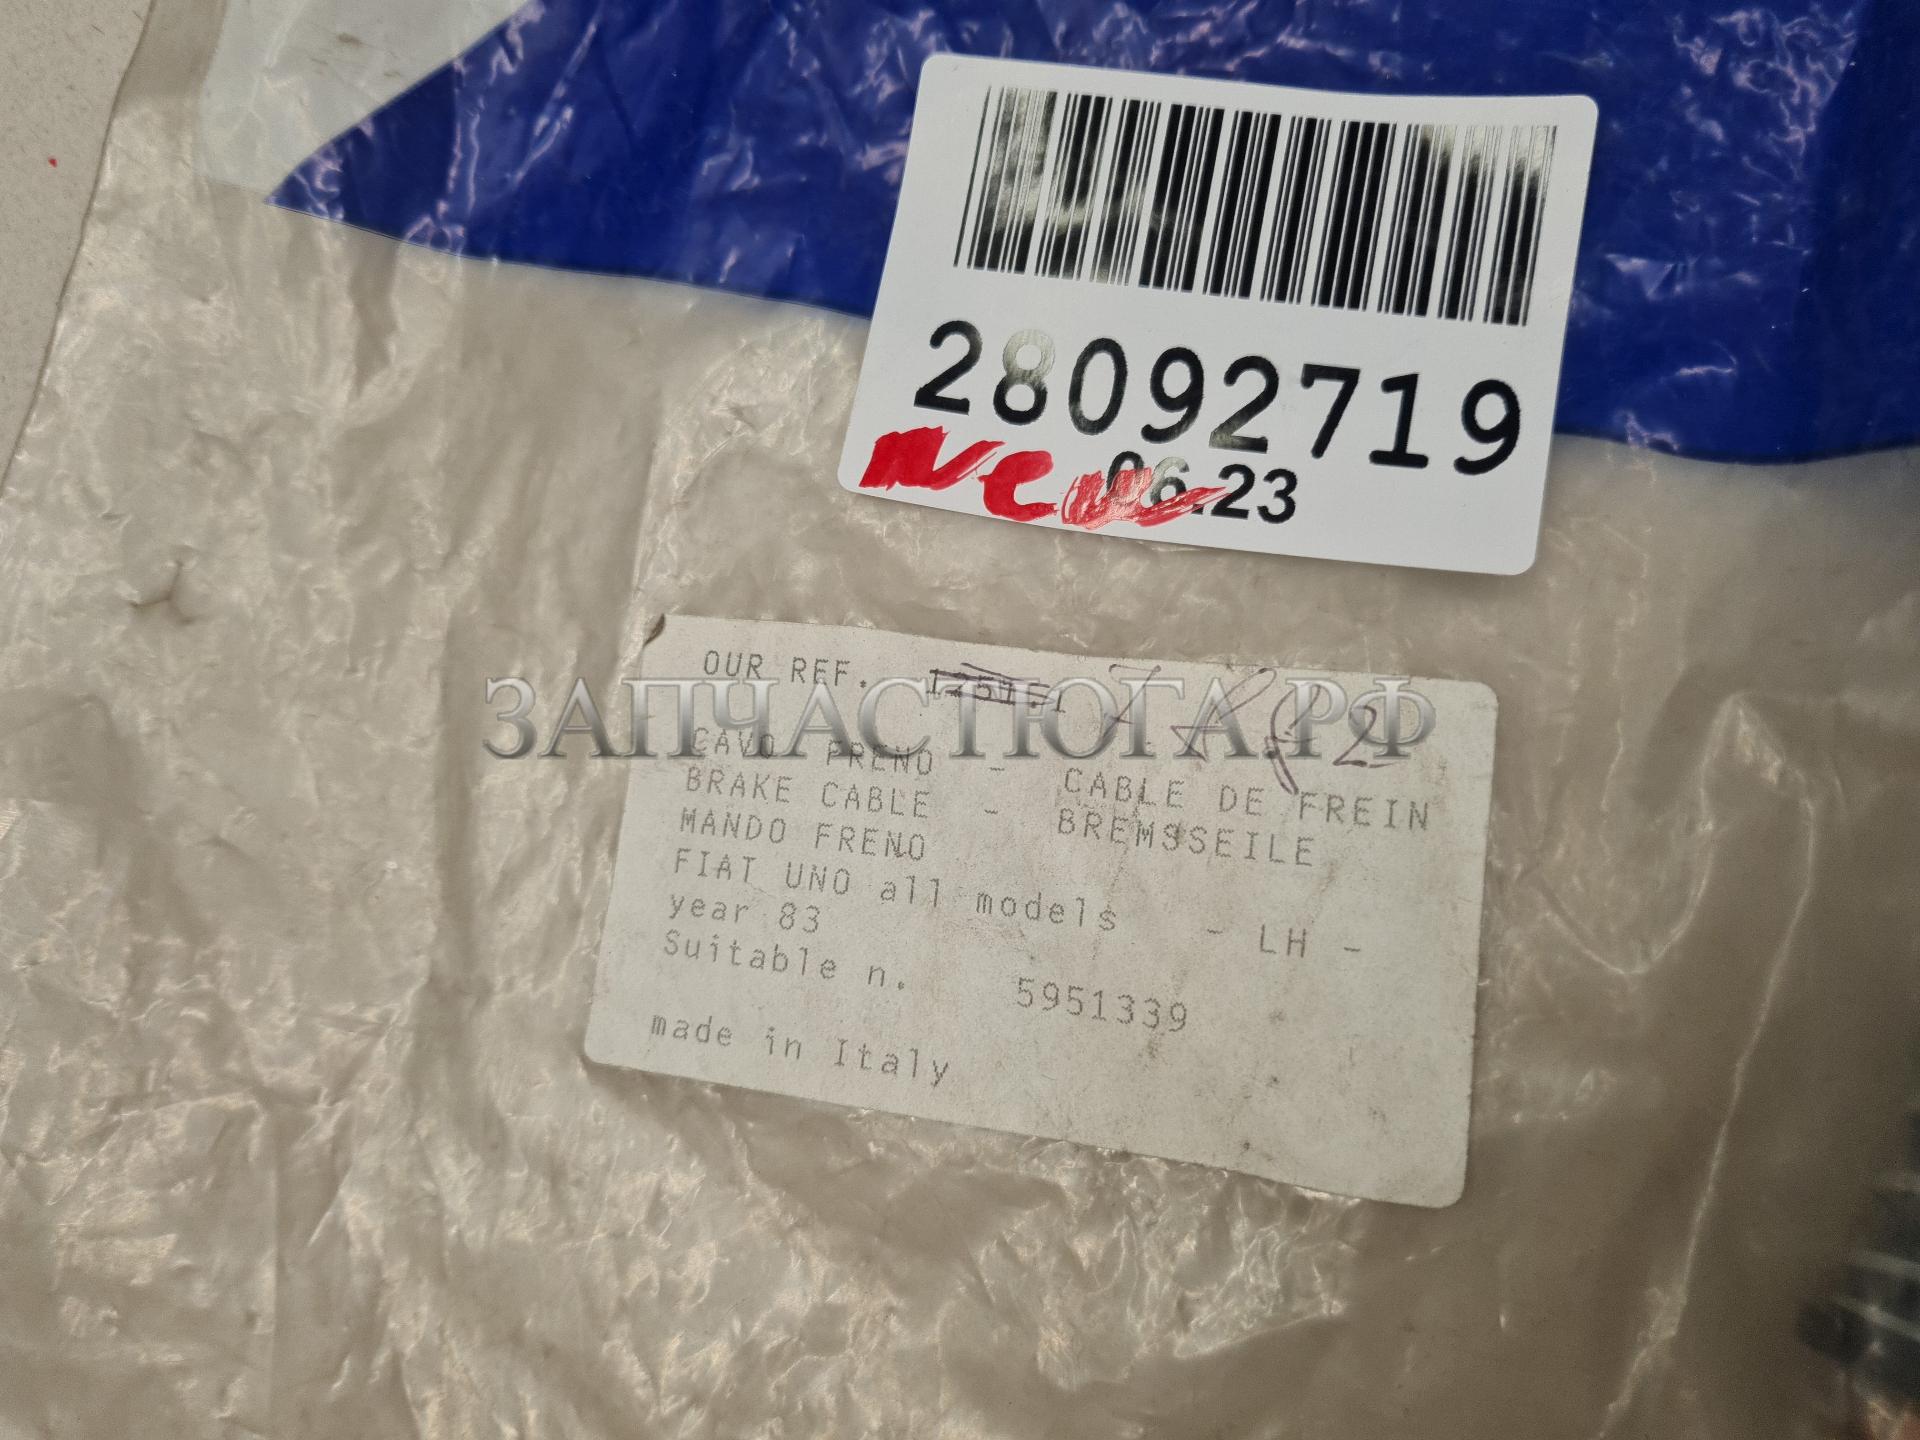 28092719
06.23
New
OUR REF.
CAVO FRENO - CABLE DE FREIN
BRAKE CABLE - BREMSSEILE
MANDO FRENO
FIAT UNO all models - LH -
year 83
Suitable n. 5951339
made in Italy
ЗАПЧАСТЮГА.РФ